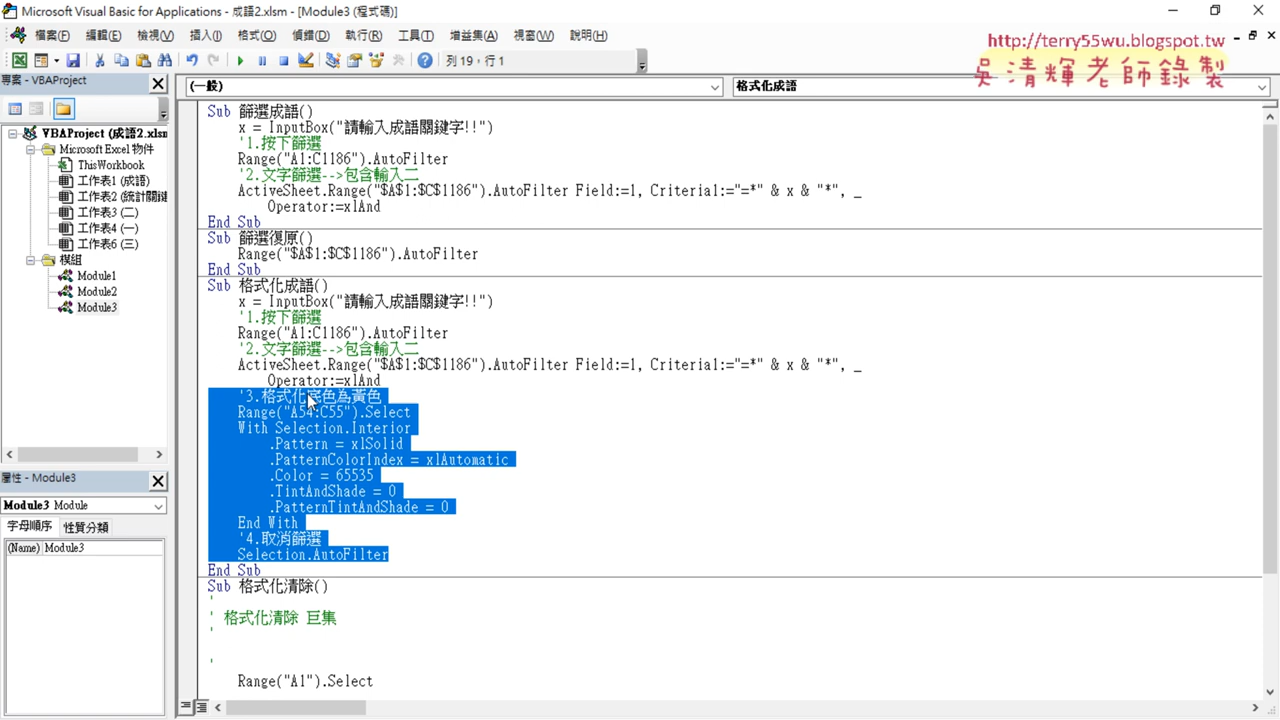 Microsoft Visual Basic for Applications - 成語2.xlsm - [Module3 (程式碼)]
檔案(F) 編輯(E) 檢視(V) 插入(I) 格式(O) 偵錯(D) 執行(R) 工具(T) 增益集(A) 視窗(W) 說明(H)
http://terry55wu.blogspot.tw
吳清輝老師錄製
列 19，行 1
專案 - VBAProject
(一般)
格式化成語
VBAProject (成語2.xlsm
Microsoft Excel 物件
ThisWorkbook
工作表1 (成語)
工作表2 (統計關鍵
工作表3 (二)
工作表4 (一)
工作表6 (三)
模組
Module1
Module2
Module3
屬性 - Module3
Module3 Module
字母順序 性質分類
(Name) Module3
Sub 篩選成語()
x = InputBox("請輸入成語關鍵字!!")
'1.按下篩選
Range("A1:C1186").AutoFilter
'2.文字篩選-->包含輸入二
ActiveSheet.Range("$A$1:$C$1186").AutoFilter Field:=1, Criteria1:="=*" & x & "*", _
Operator:=xlAnd
End Sub
Sub 篩選復原()
Range("$A$1:$C$1186").AutoFilter
End Sub
Sub 格式化成語()
x = InputBox("請輸入成語關鍵字!!")
'1.按下篩選
Range("A1:C1186").AutoFilter
'2.文字篩選-->包含輸入二
ActiveSheet.Range("$A$1:$C$1186").AutoFilter Field:=1, Criteria1:="=*" & x & "*", _
Operator:=xlAnd
'3.格式化底色為黃色
Range("A54:C55").Select
With Selection.Interior
.Pattern = xlSolid
.PatternColorIndex = xlAutomatic
.Color = 65535
.TintAndShade = 0
.PatternTintAndShade = 0
End With
'4.取消篩選
Selection.AutoFilter
End Sub
Sub 格式化清除()
'
' 格式化清除 巨集
'
'
Range("A1").Select